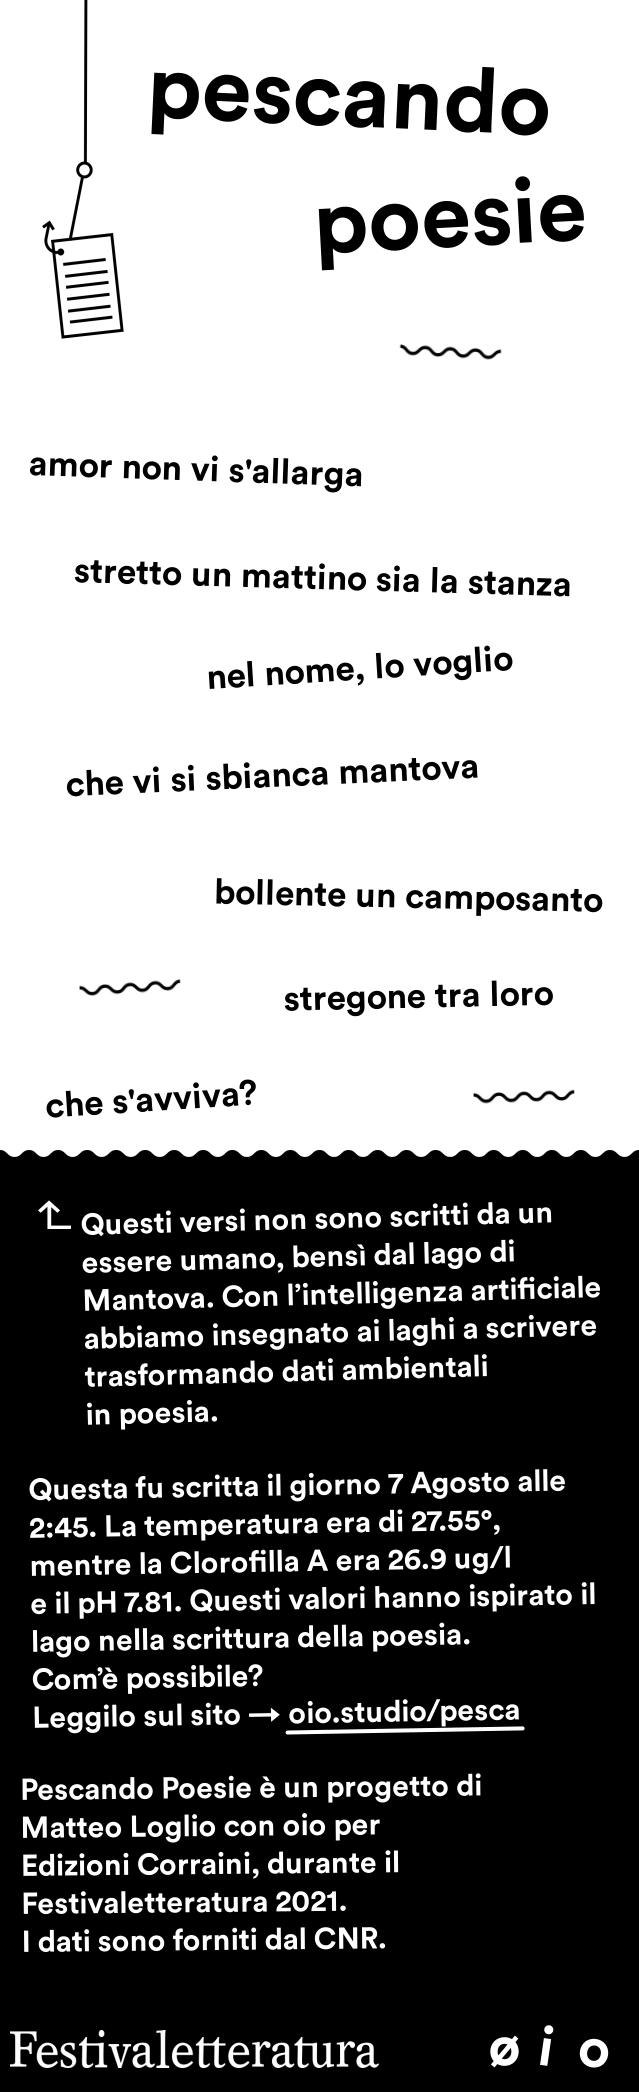 pescando
poesie
amor non vi s'allarga
stretto un mattino sia la stanza
nel nome, lo voglio
che vi si sbianca mantova
bollente un camposanto
stregone tra loro
che s'avviva?
Questi versi non sono scritti da un
essere umano, bensì dal lago di
Mantova. Con l’intelligenza artificiale
abbiamo insegnato ai laghi a scrivere
trasformando dati ambientali
in poesia.
Questa fu scritta il giorno 7 Agosto alle
2:45. La temperatura era di 27.55°,
mentre la Clorofilla A era 26.9 ug/l
e il pH 7.81. Questi valori hanno ispirato il
lago nella scrittura della poesia.
Com’è possibile?
Leggilo sul sito → oio.studio/pesca
Pescando Poesie è un progetto di
Matteo Loglio con oio per
Edizioni Corraini, durante il
Festivaletteratura 2021.
I dati sono forniti dal CNR.
Festivaletteratura
ø i o